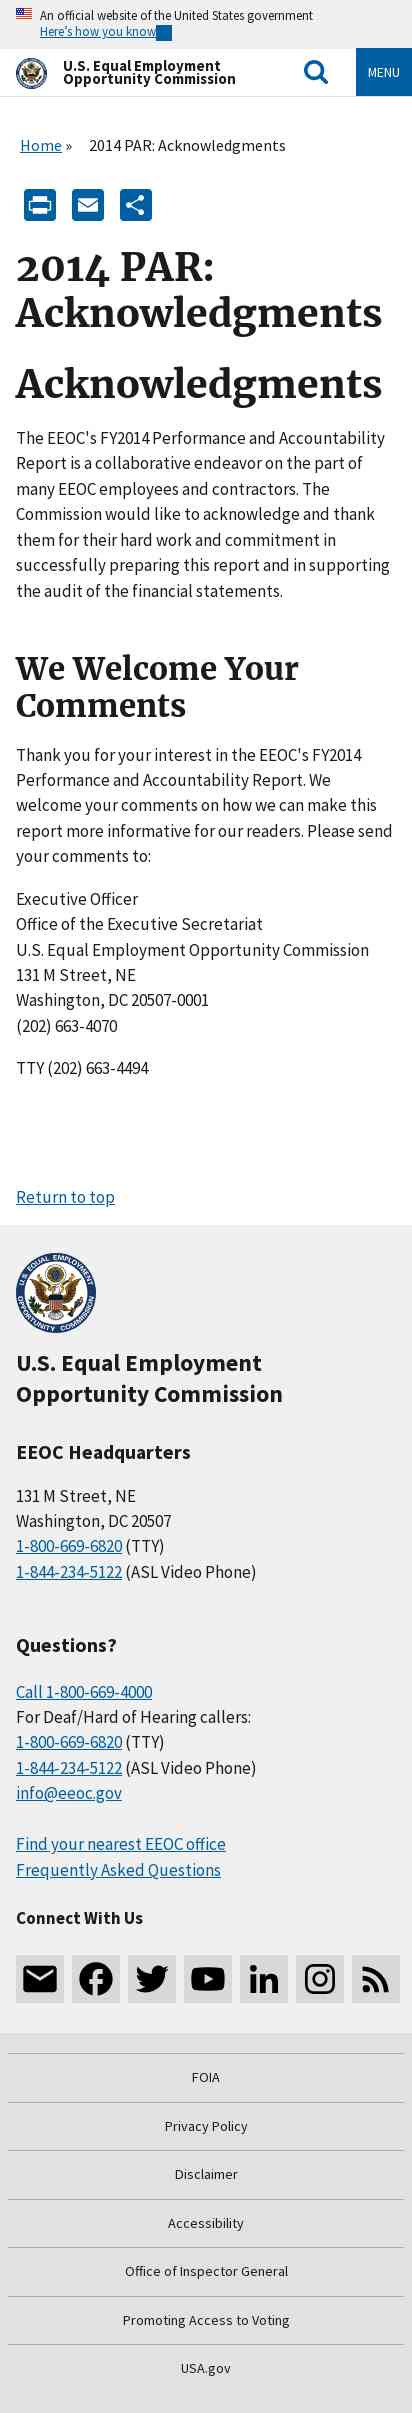 An official website of the United States government
Here's how you know
U.S. Equal Employment
Opportunity Commission
MENU
Home » 2014 PAR: Acknowledgments
2014 PAR:
Acknowledgments
Acknowledgments
The EEOC's FY2014 Performance and Accountability
Report is a collaborative endeavor on the part of
many EEOC employees and contractors. The
Commission would like to acknowledge and thank
them for their hard work and commitment in
successfully preparing this report and in supporting
the audit of the financial statements.
We Welcome Your
Comments
Thank you for your interest in the EEOC's FY2014
Performance and Accountability Report. We
welcome your comments on how we can make this
report more informative for our readers. Please send
your comments to:
Executive Officer
Office of the Executive Secretariat
U.S. Equal Employment Opportunity Commission
131 M Street, NE
Washington, DC 20507-0001
(202) 663-4070
TTY (202) 663-4494
Return to top
U.S. EQUAL EMPLOYMENT
OPPORTUNITY COMMISSION
U.S. Equal Employment
Opportunity Commission
EEOC Headquarters
131 M Street, NE
Washington, DC 20507
1-800-669-6820 (TTY)
1-844-234-5122 (ASL Video Phone)
Questions?
Call 1-800-669-4000
For Deaf/Hard of Hearing callers:
1-800-669-6820 (TTY)
1-844-234-5122 (ASL Video Phone)
info@eeoc.gov
Find your nearest EEOC office
Frequently Asked Questions
Connect With Us
FOIA
Privacy Policy
Disclaimer
Accessibility
Office of Inspector General
Promoting Access to Voting
USA.gov